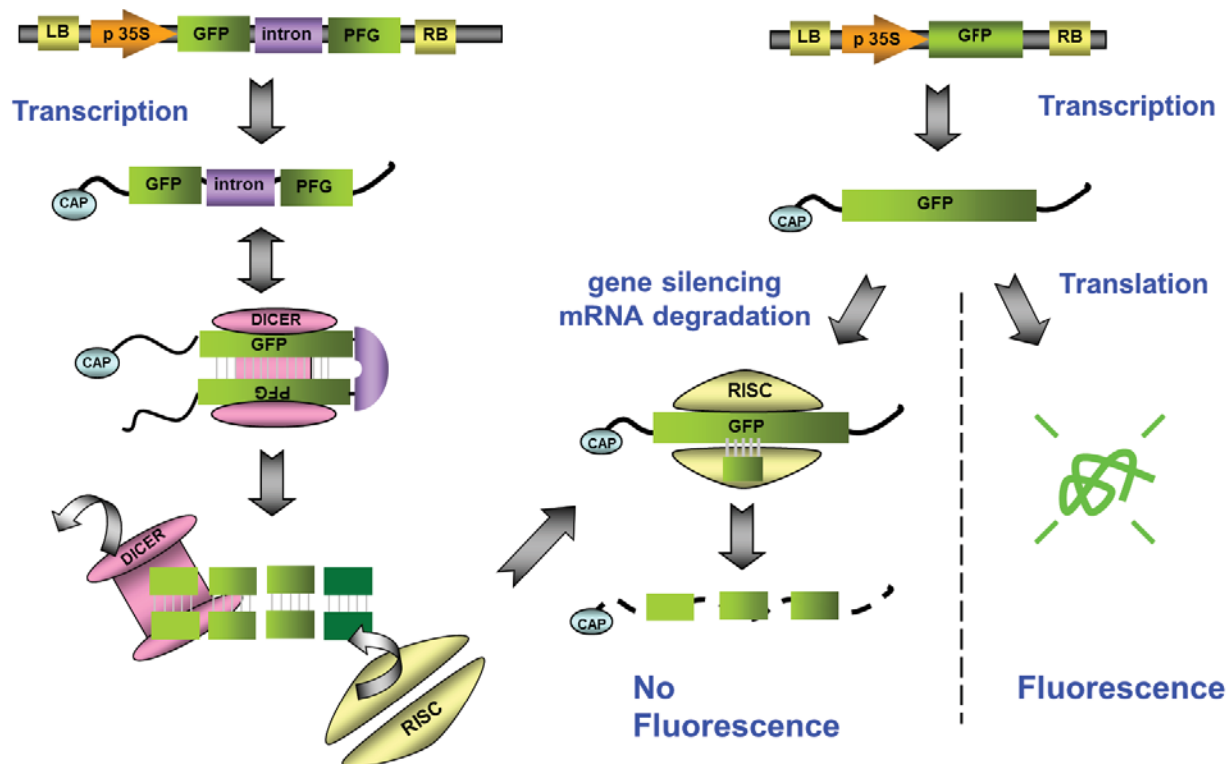 LB p 35S GFP intron PFG RB
Transcription
CAP GFP intron PFG
DICER
GFP
CAP
PFG
DICER
RISC
LB p 35S GFP RB
Transcription
GFP
CAP
gene silencing
mRNA degradation
Translation
RISC
GFP
CAP
CAP
No
Fluorescence
Fluorescence